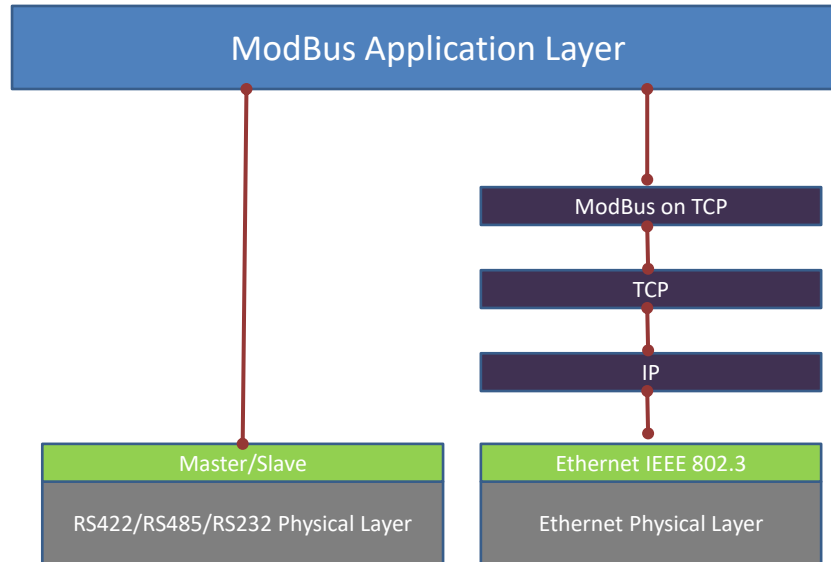 ModBus Application Layer
ModBus on TCP
TCP
IP
Master/Slave
Ethernet IEEE 802.3
RS422/RS485/RS232 Physical Layer
Ethernet Physical Layer